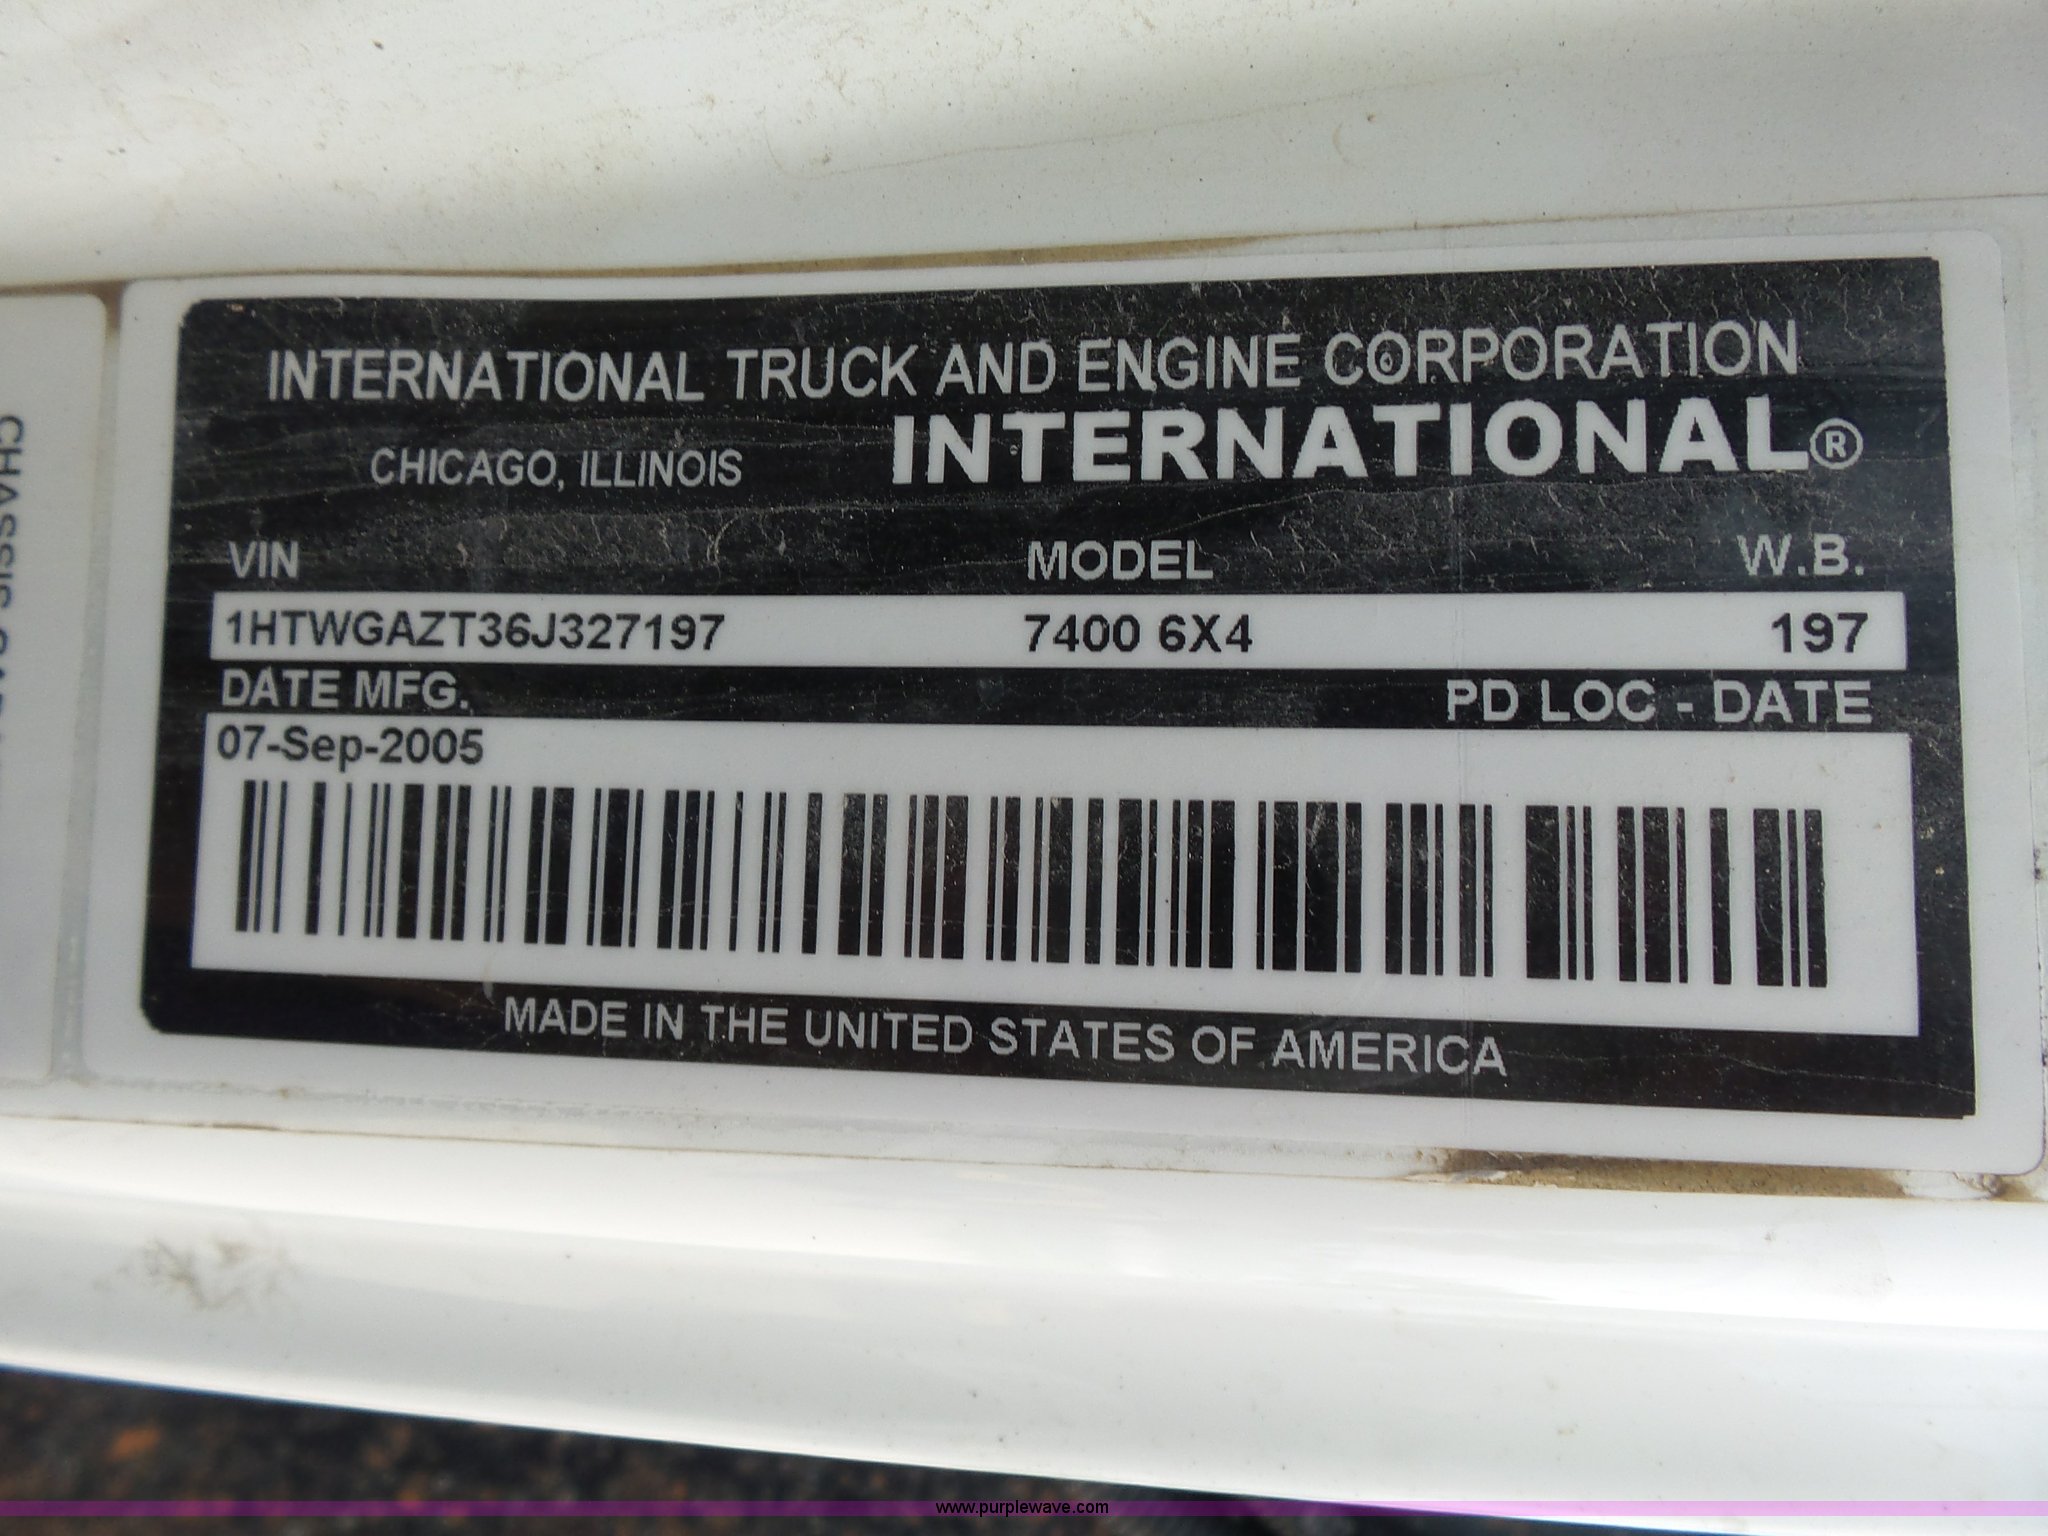 INTERNATIONAL TRUCK AND ENGINE CORPORATION
CHICAGO, ILLINOIS INTERNATIONAL®
VIN MODEL W.B.
1HTWGAZT36J327197 7400 6X4 197
DATE MFG. PD LOC - DATE
07-Sep-2005
MADE IN THE UNITED STATES OF AMERICA
CHASSIS
www.purplewave.com